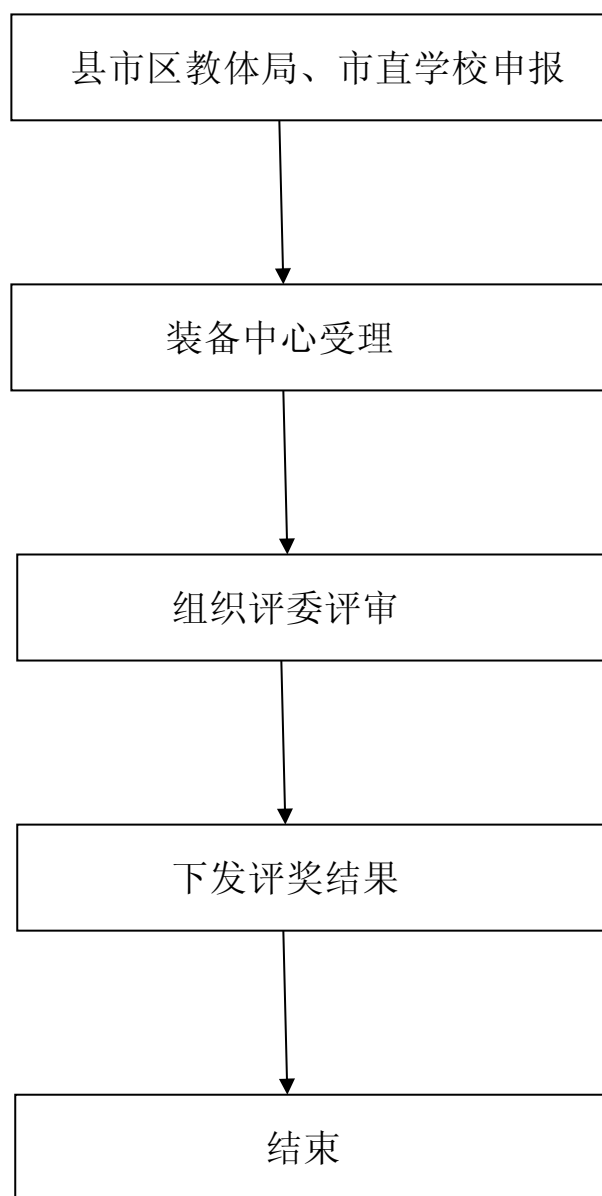 县市区教体局、市直学校申报
装备中心受理
组织评委评审
下发评奖结果
结束